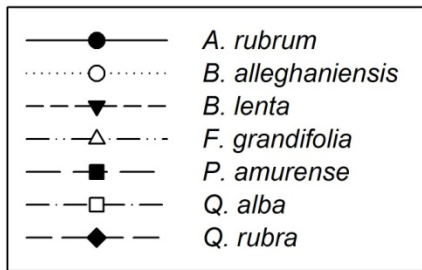 A. rubrum
B. alleghaniensis
B. lenta
F. grandifolia
P. amurense
Q. alba
Q. rubra